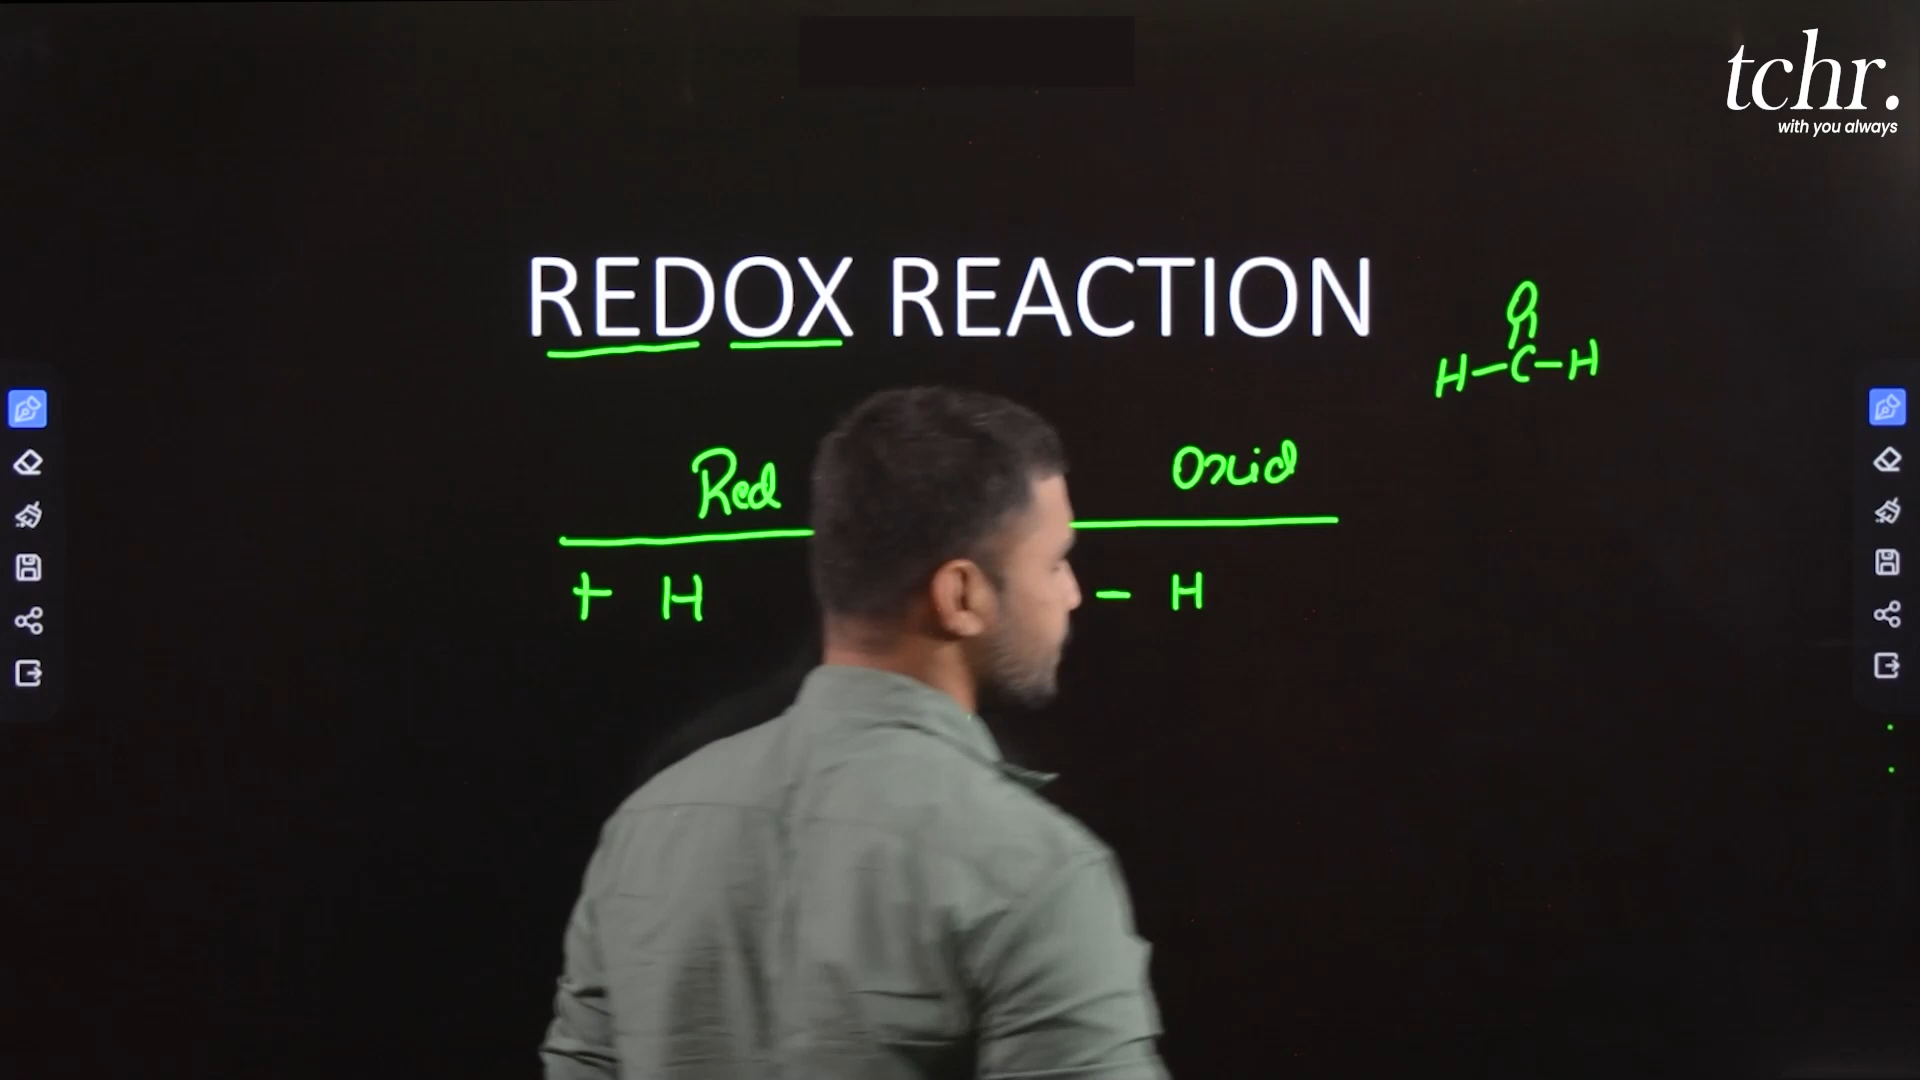 tchr.
with you always
REDOX REACTION
O
H-C-H
Red Oxid
+ H - H